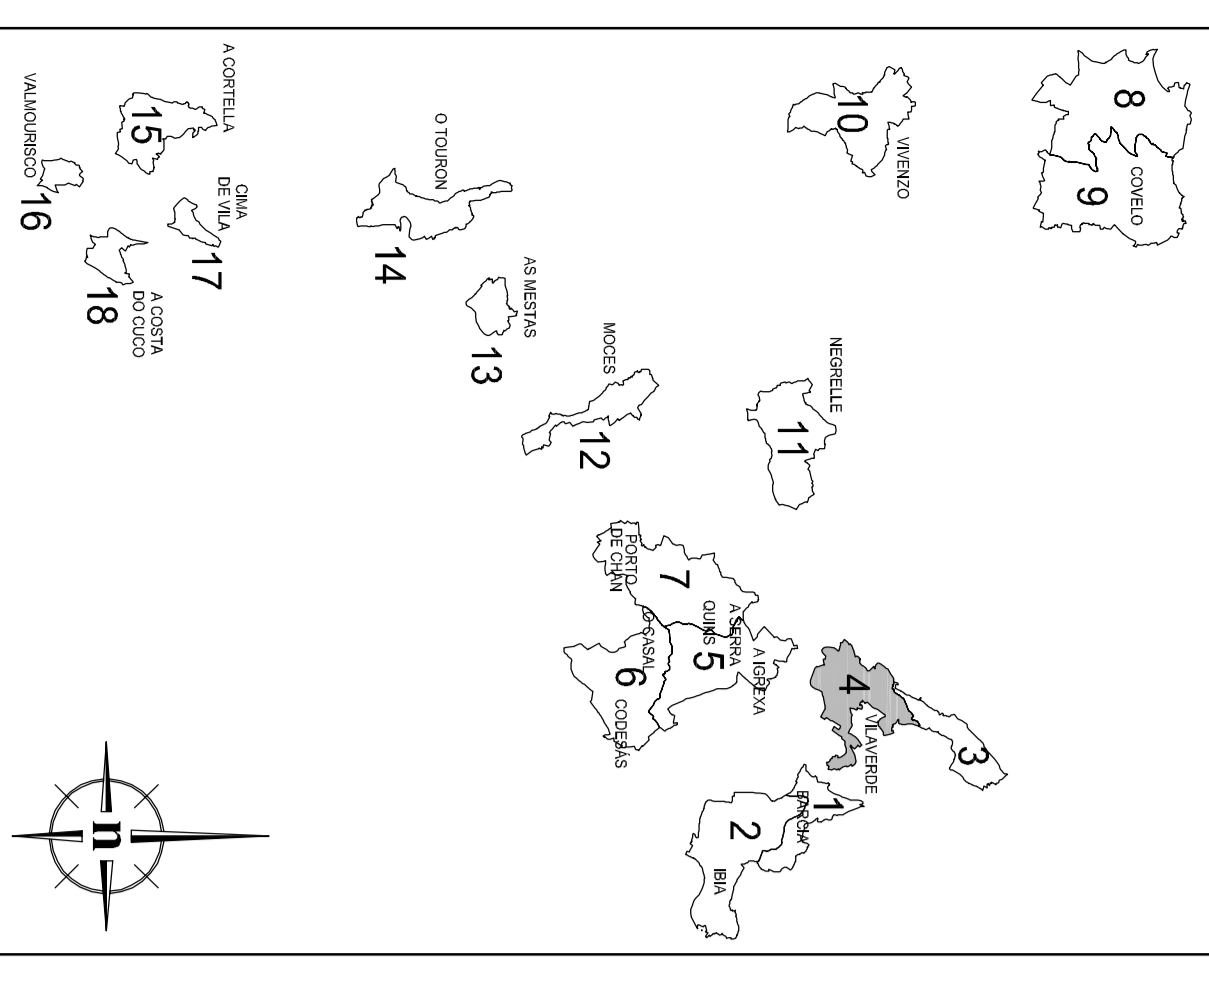 8
COVELO
9
3
VIVENZO
10
VILAVERDE
4
NEGRELLE
11
1
BARCIA
2
IBIA
A IGREXA
A SERRA
QUINS
5
7
O CASAL
PORTO
DE CHAN
6
CODESÁS
MOCES
12
AS MESTAS
13
O TOURON
14
A CORTELLA
15
CIMA
DE VILA
17
A COSTA
DO CUCO
18
VALMOURISCO
16
n